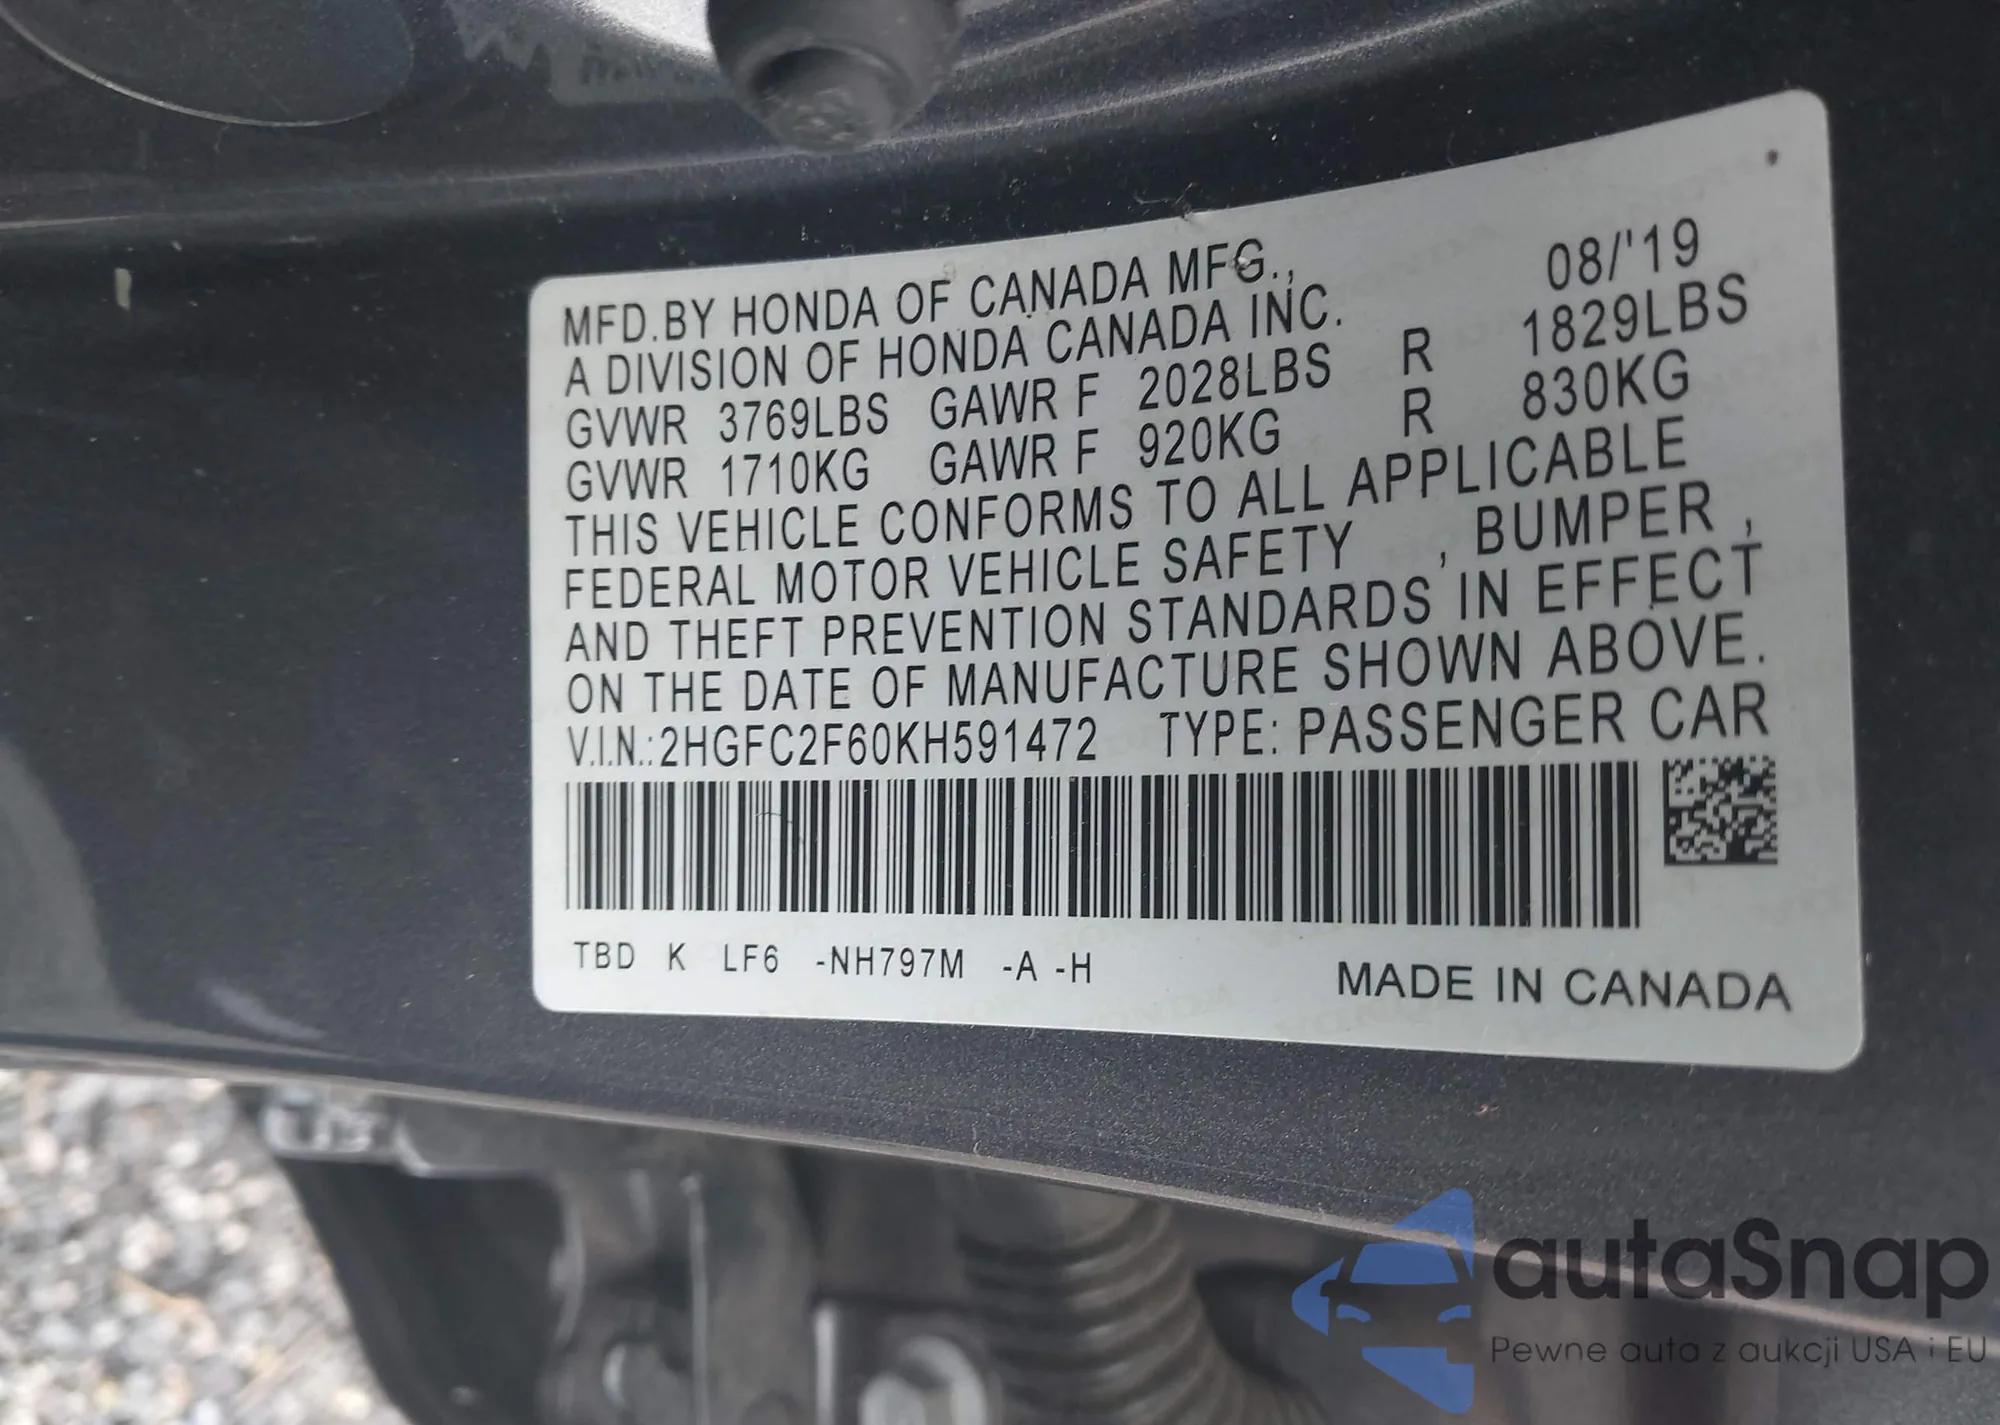 MFD.BY HONDA OF CANADA MFG., 08/'19
A DIVISION OF HONDA CANADA INC.
GVWR 3769LBS GAWR F 2028LBS R 1829LBS
GVWR 1710KG GAWR F 920KG R 830KG
THIS VEHICLE CONFORMS TO ALL APPLICABLE
FEDERAL MOTOR VEHICLE SAFETY , BUMPER ,
AND THEFT PREVENTION STANDARDS IN EFFECT
ON THE DATE OF MANUFACTURE SHOWN ABOVE.
V.I.N.:2HGFC2F60KH591472 TYPE: PASSENGER CAR
TBD K LF6 -NH797M -A -H
MADE IN CANADA
autaSnap
Pewne auta z aukcji USA i EU